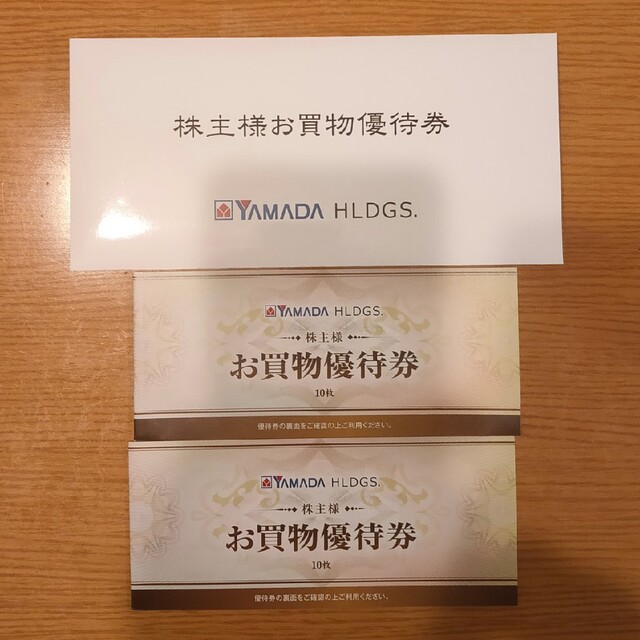 株主様お買物優待券
YAMADA HLDGS.
YAMADA HLDGS.
株主様
お買物優待券
10枚
優待券の裏面をご確認の上ご利用ください。
YAMADA HLDGS.
株主様
お買物優待券
10枚
優待券の裏面をご確認の上ご利用ください。